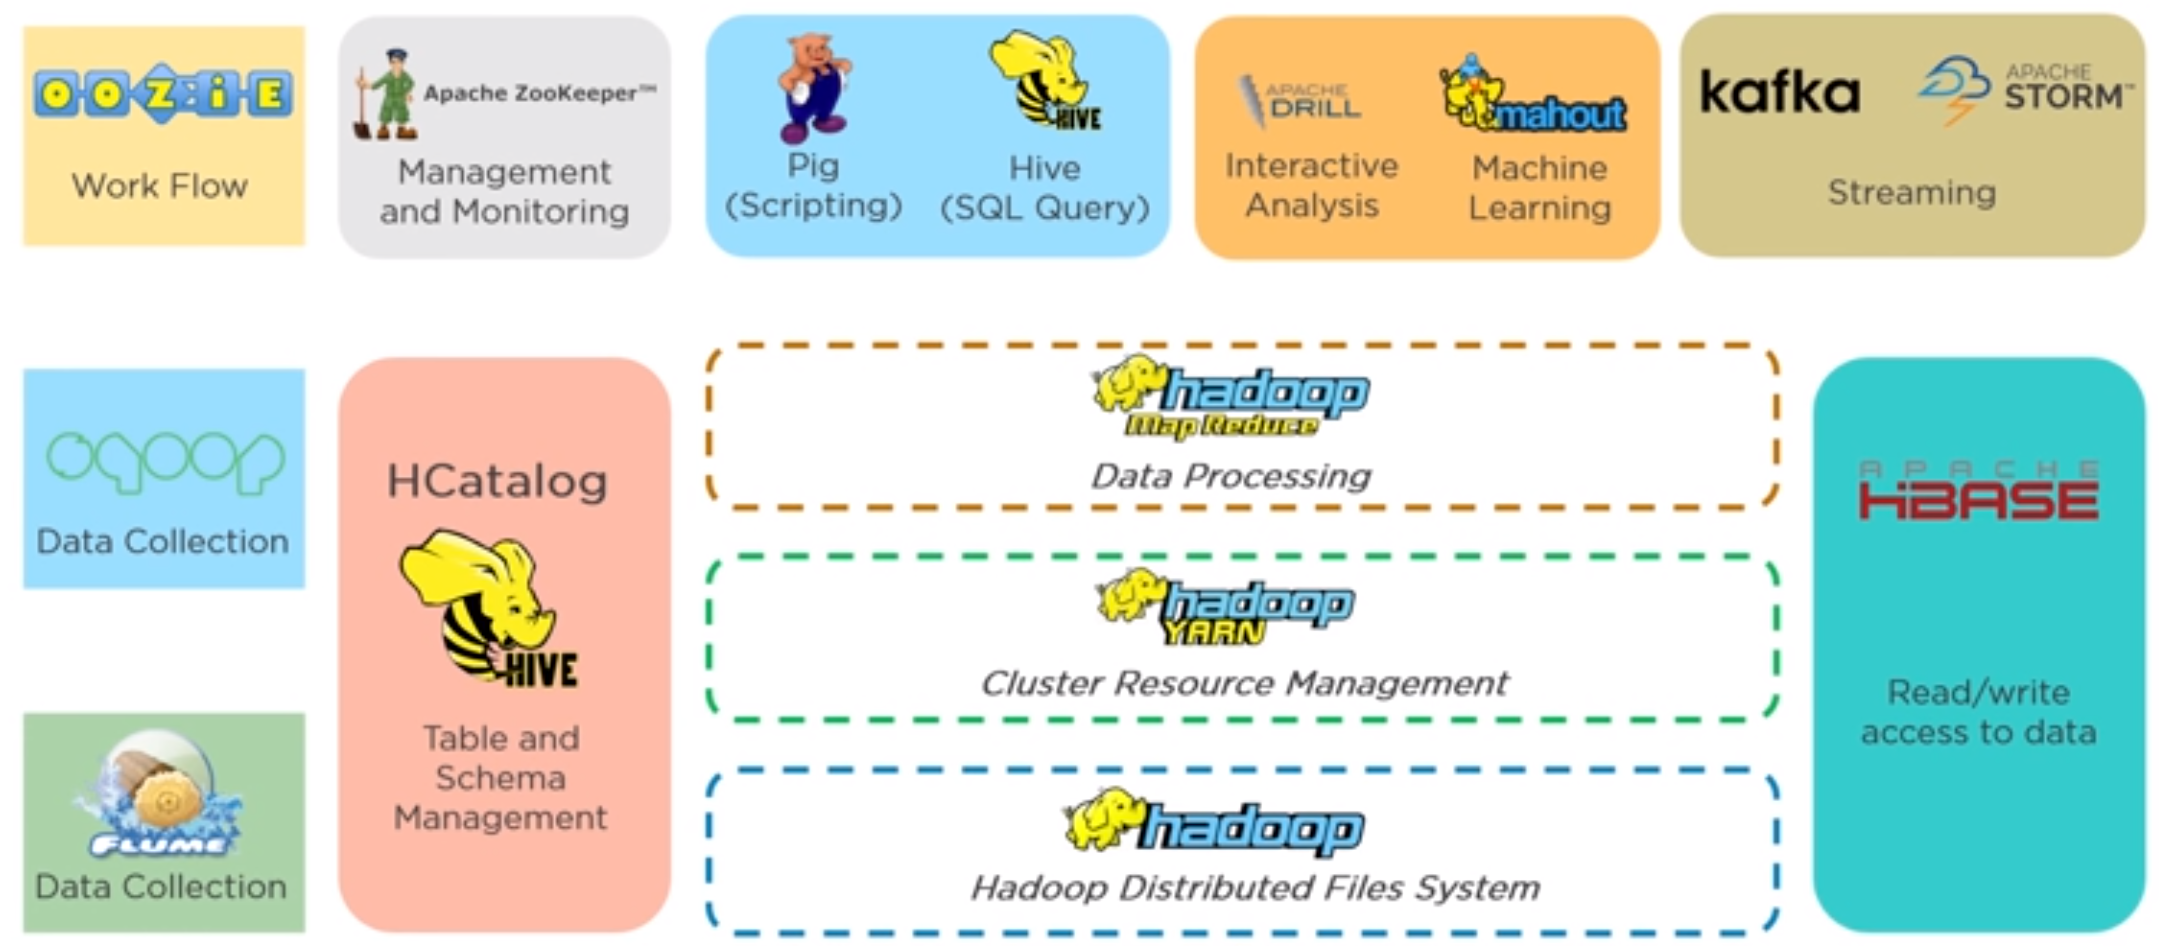 OOZiE
Work Flow
Apache ZooKeeper™
Management
and Monitoring
Pig
(Scripting)
HIVE
Hive
(SQL Query)
APACHE
DRILL
Interactive
Analysis
mahout
Machine
Learning
kafka
APACHE
STORM™
Streaming
sqoop
Data Collection
FLUME
Data Collection
HCatalog
HIVE
Table and
Schema
Management
hadoop
Map Reduce
Data Processing
hadoop
YARN
Cluster Resource Management
hadoop
Hadoop Distributed Files System
APACHE
HBASE
Read/write
access to data